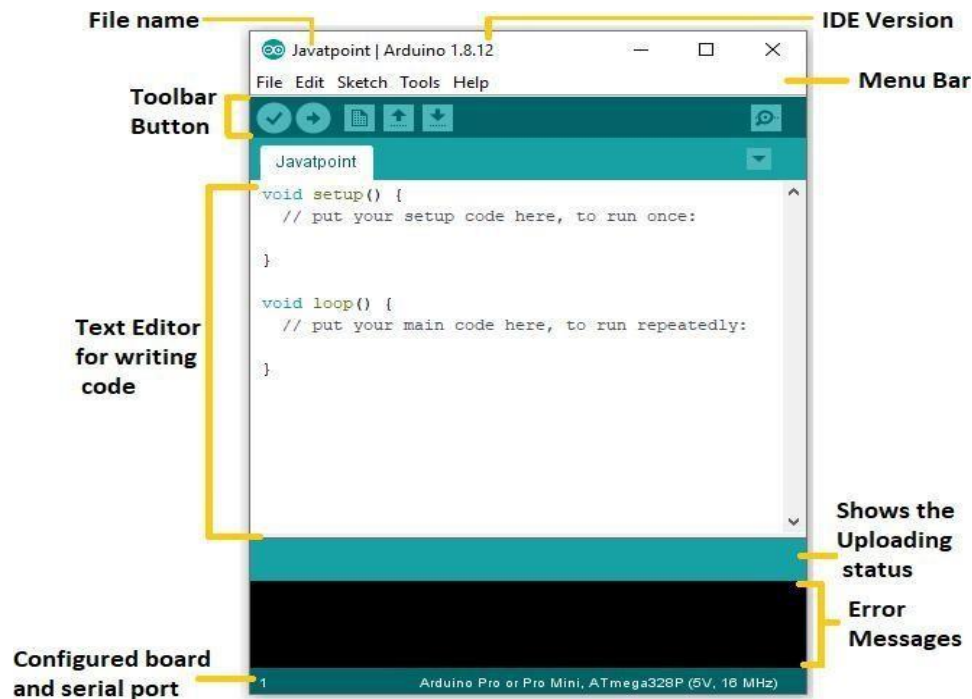 File name
IDE Version
Javatpoint | Arduino 1.8.12
File Edit Sketch Tools Help
Menu Bar
Toolbar
Button
Javatpoint
void setup() {
// put your setup code here, to run once:
}
void loop() {
// put your main code here, to run repeatedly:
}
Text Editor
for writing
code
Shows the
Uploading
status
Error
Messages
Configured board
and serial port
1
Arduino Pro or Pro Mini, ATmega328P (5V, 16 MHz)